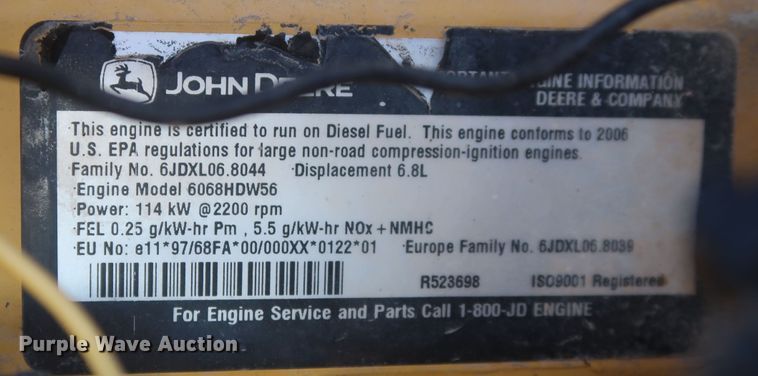 JOHN DEERE
IMPORTANT ENGINE INFORMATION
DEERE & COMPANY
This engine is certified to run on Diesel Fuel. This engine conforms to 2006
U.S. EPA regulations for large non-road compression-ignition engines.
Family No. 6JDXL06.8044 Displacement 6.8L
Engine Model 6068HDW56
Power: 114 kW @2200 rpm
FEL 0.25 g/kW-hr Pm , 5.5 g/kW-hr NOx + NMHC
EU No: e11*97/68FA*00/000XX*0122*01 Europe Family No. 6JDXL06.8039
R523698 ISO9001 Registered
For Engine Service and Parts Call 1-800-JD ENGINE
Purple Wave Auction